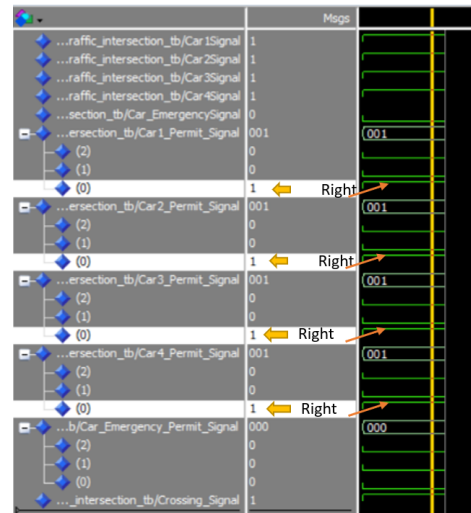 Msgs
...raffic_intersection_tb/Car1Signal 1
...raffic_intersection_tb/Car2Signal 1
...raffic_intersection_tb/Car3Signal 1
...raffic_intersection_tb/Car4Signal 1
...section_tb/Car_EmergencySignal 0
...ersection_tb/Car1_Permit_Signal 001 001
(2) 0
(1) 0
(0) 1 Right
...ersection_tb/Car2_Permit_Signal 001 001
(2) 0
(1) 0
(0) 1 Right
...ersection_tb/Car3_Permit_Signal 001 001
(2) 0
(1) 0
(0) 1 Right
...ersection_tb/Car4_Permit_Signal 001 001
(2) 0
(1) 0
(0) 1 Right
...b/Car_Emergency_Permit_Signal 000 000
(2) 0
(1) 0
(0) 0
..._intersection_tb/Crossing_Signal 1